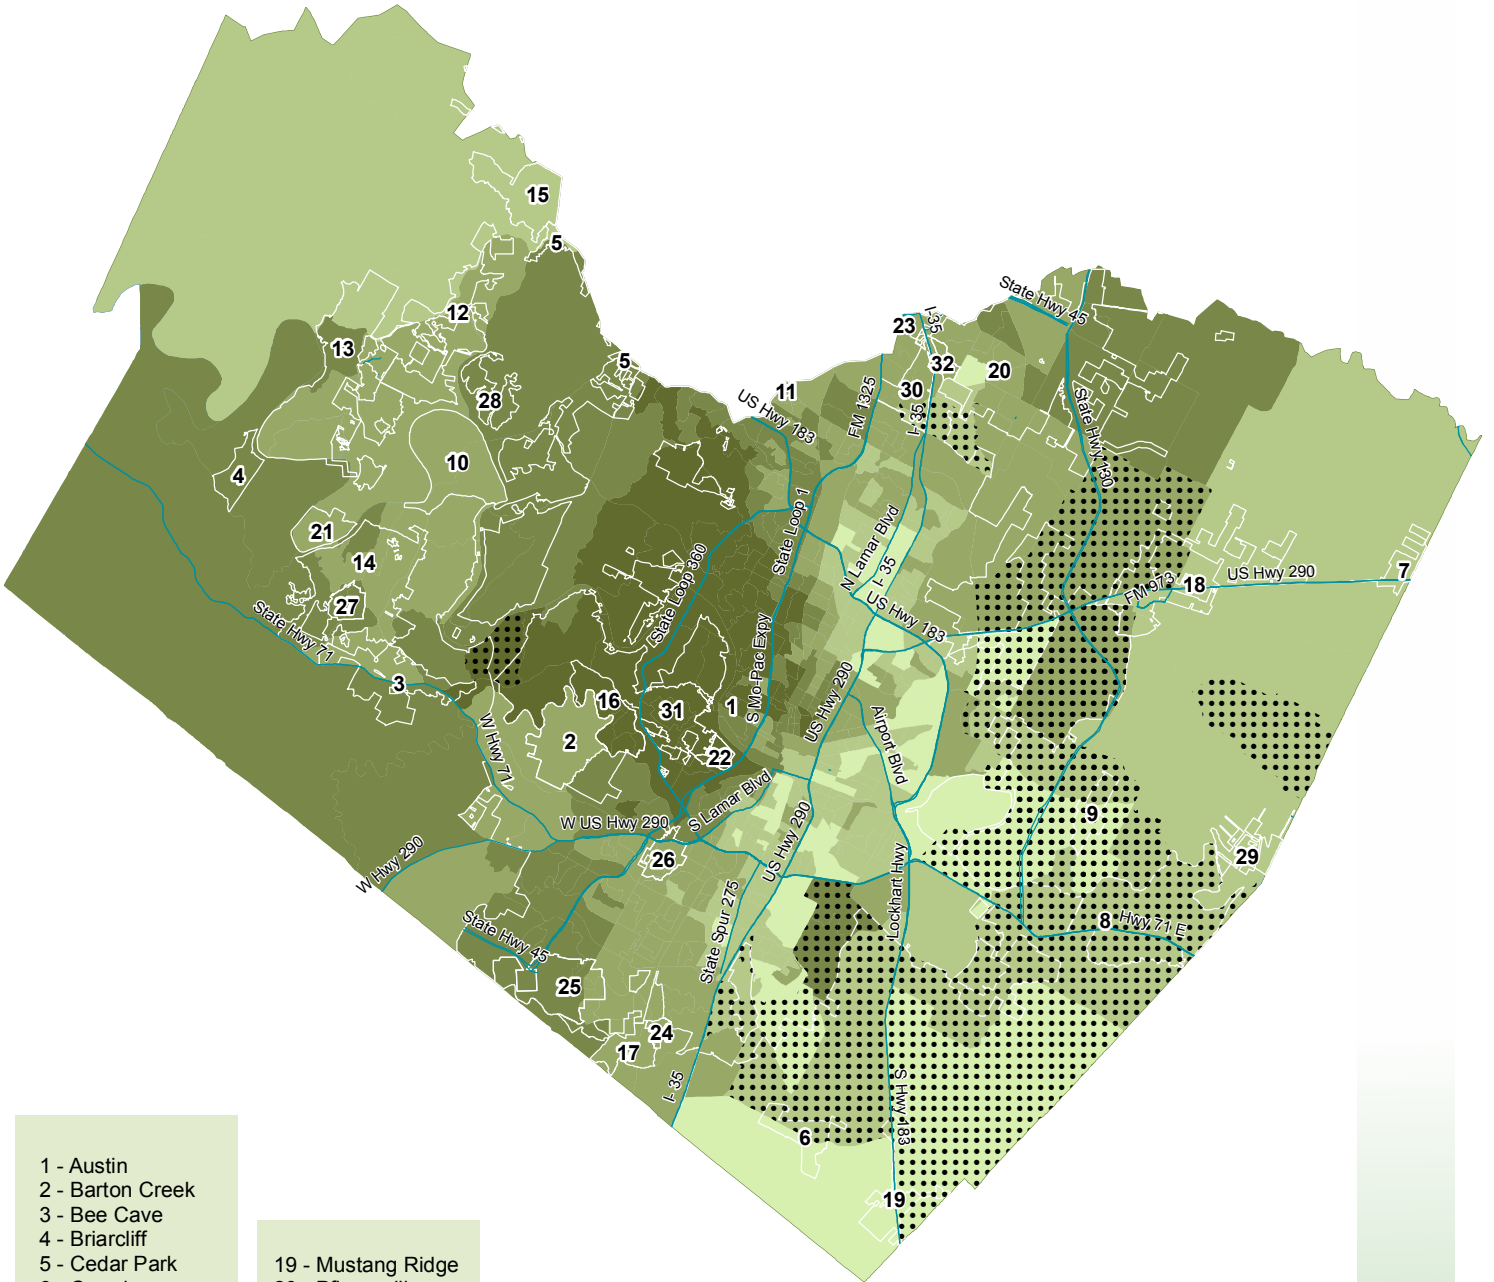 15
5
12
13
28
10
4
21
14
27
State Hwy 71
3
W Hwy 71
2
16
31
1
22
State Loop 360
State Loop 1
S Mo-Pac Expy
5
11
US Hwy 183
FM 1325
23
I-35
32
30
20
I- 35
State Hwy 45
State Hwy 130
N Lamar Blvd
I- 35
US Hwy 183
FM 973
18
US Hwy 290
7
US Hwy 290
Airport Blvd
S Lamar Blvd
W US Hwy 290
26
W Hwy 290
US Hwy 290
State Spur 275
Lockhart Hwy
9
29
8
Hwy 71 E
State Hwy 45
25
24
17
I- 35
6
S Hwy 183
19
1 - Austin
2 - Barton Creek
3 - Bee Cave
4 - Briarcliff
5 - Cedar Park
19 - Mustang Ridge